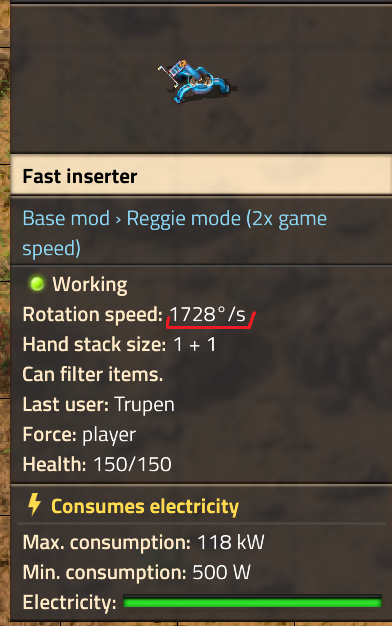 Fast inserter
Base mod › Reggie mode (2x game
speed)
Working
Rotation speed: 1728°/s
Hand stack size: 1 + 1
Can filter items.
Last user: Trupen
Force: player
Health: 150/150
Consumes electricity
Max. consumption: 118 kW
Min. consumption: 500 W
Electricity: